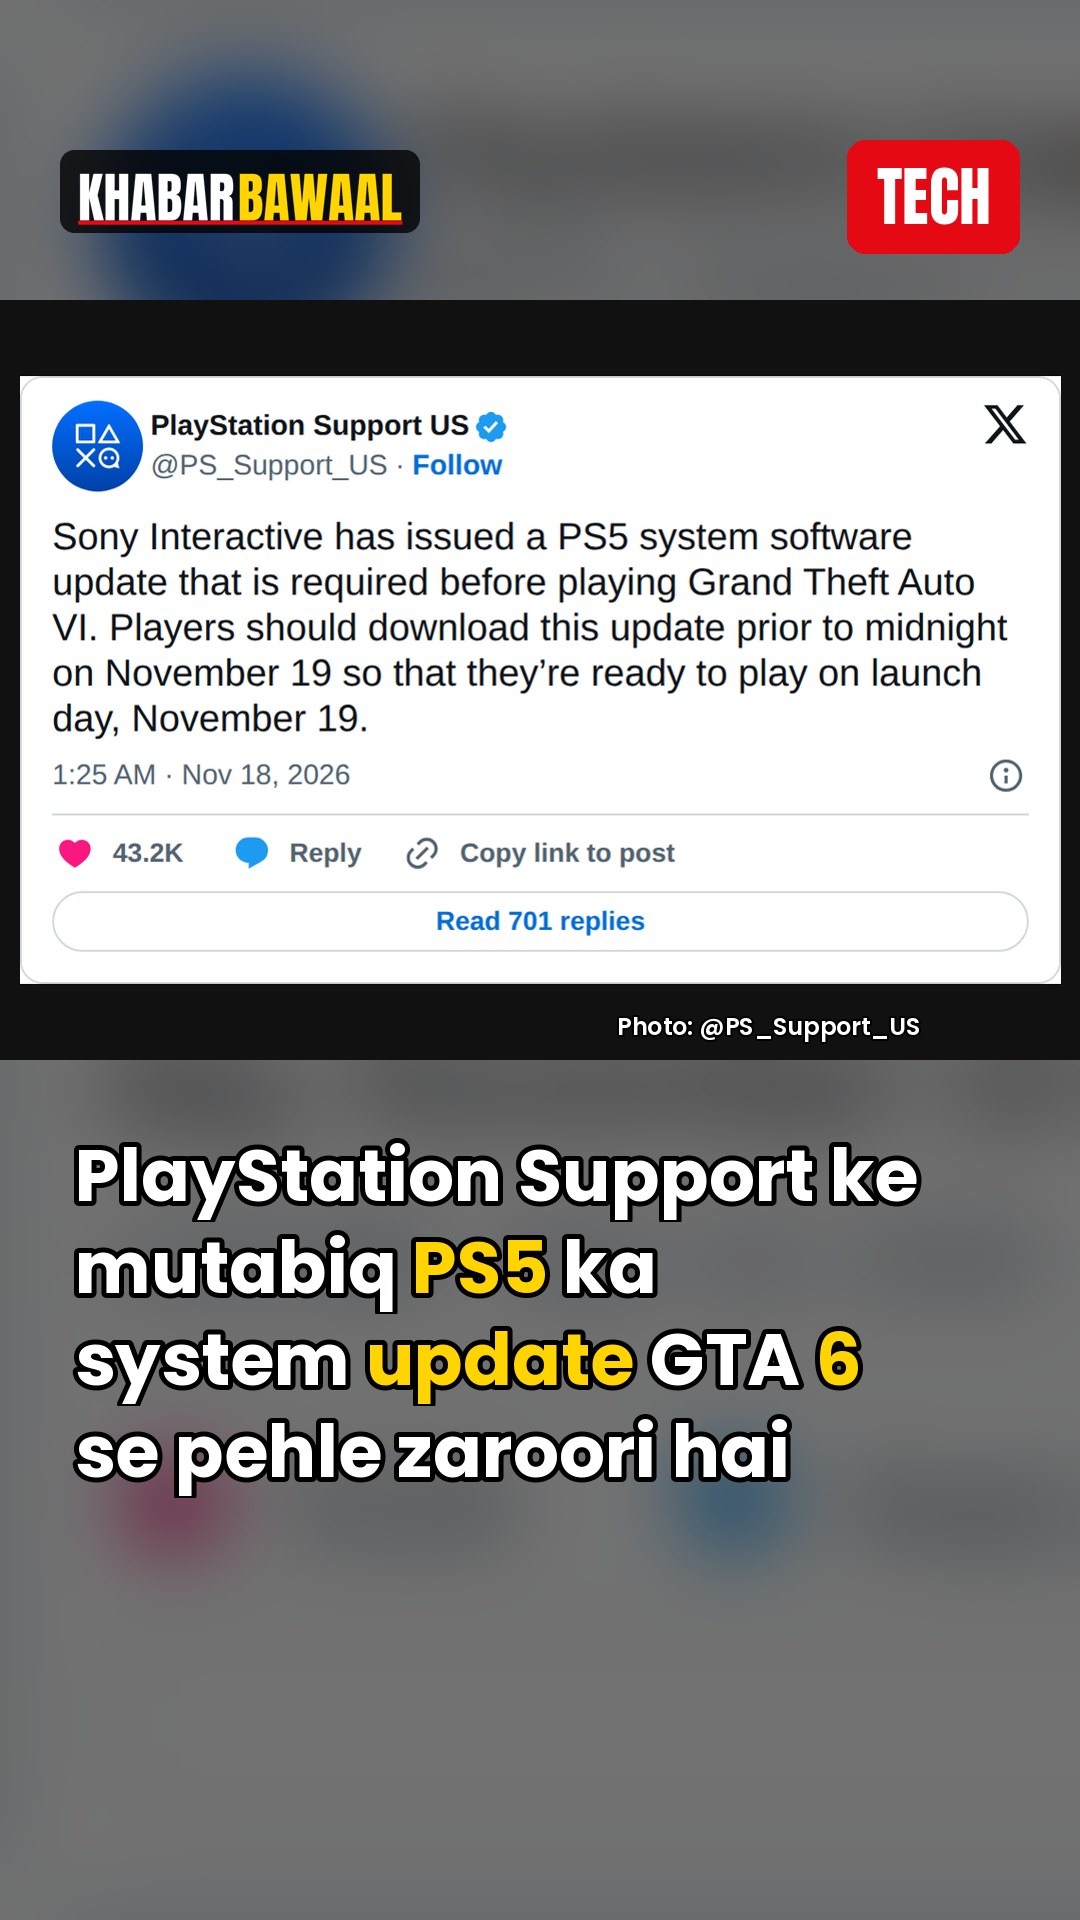 KHABARBAWAAL
TECH
PlayStation Support US
@PS_Support_US · Follow
Sony Interactive has issued a PS5 system software
update that is required before playing Grand Theft Auto
VI. Players should download this update prior to midnight
on November 19 so that they’re ready to play on launch
day, November 19.
1:25 AM · Nov 18, 2026
43.2K Reply Copy link to post
Read 701 replies
Photo: @PS_Support_US
PlayStation Support ke
mutabiq PS5 ka
system update GTA 6
se pehle zaroori hai